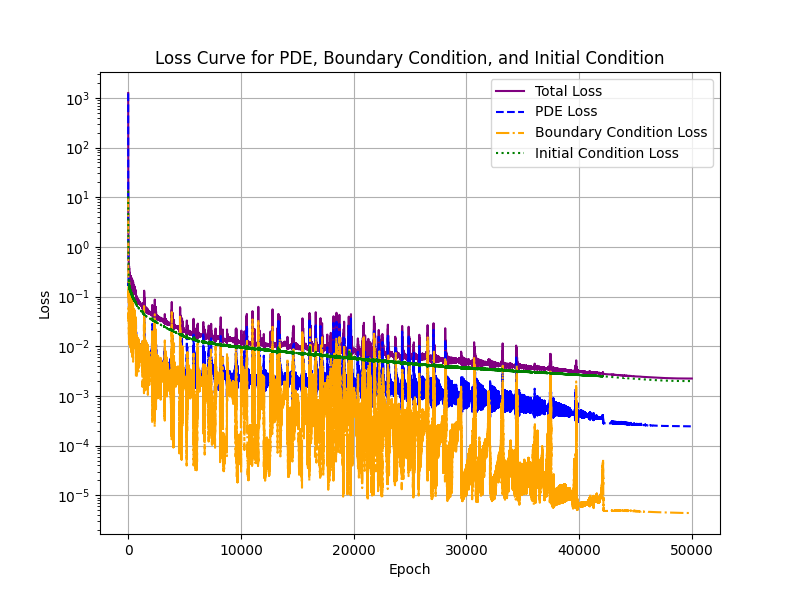 Loss Curve for PDE, Boundary Condition, and Initial Condition
Total Loss
PDE Loss
Boundary Condition Loss
Initial Condition Loss
10³
10²
10¹
10⁰
10⁻¹
10⁻²
10⁻³
10⁻⁴
10⁻⁵
Loss
0 10000 20000 30000 40000 50000
Epoch